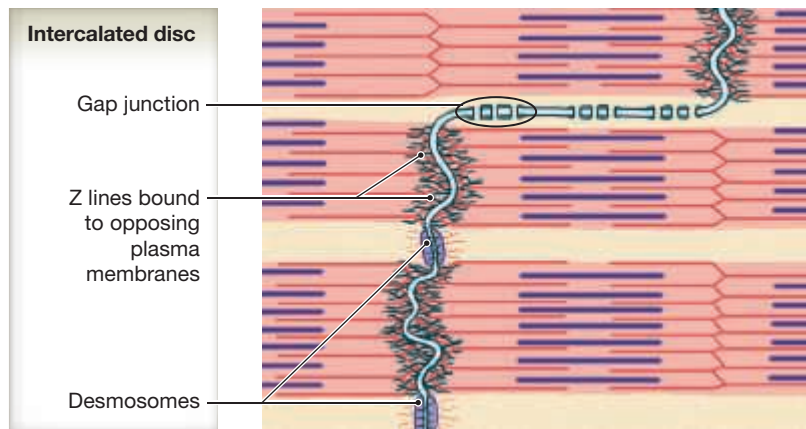 Intercalated disc
Gap junction
Z lines bound
to opposing
plasma
membranes
Desmosomes